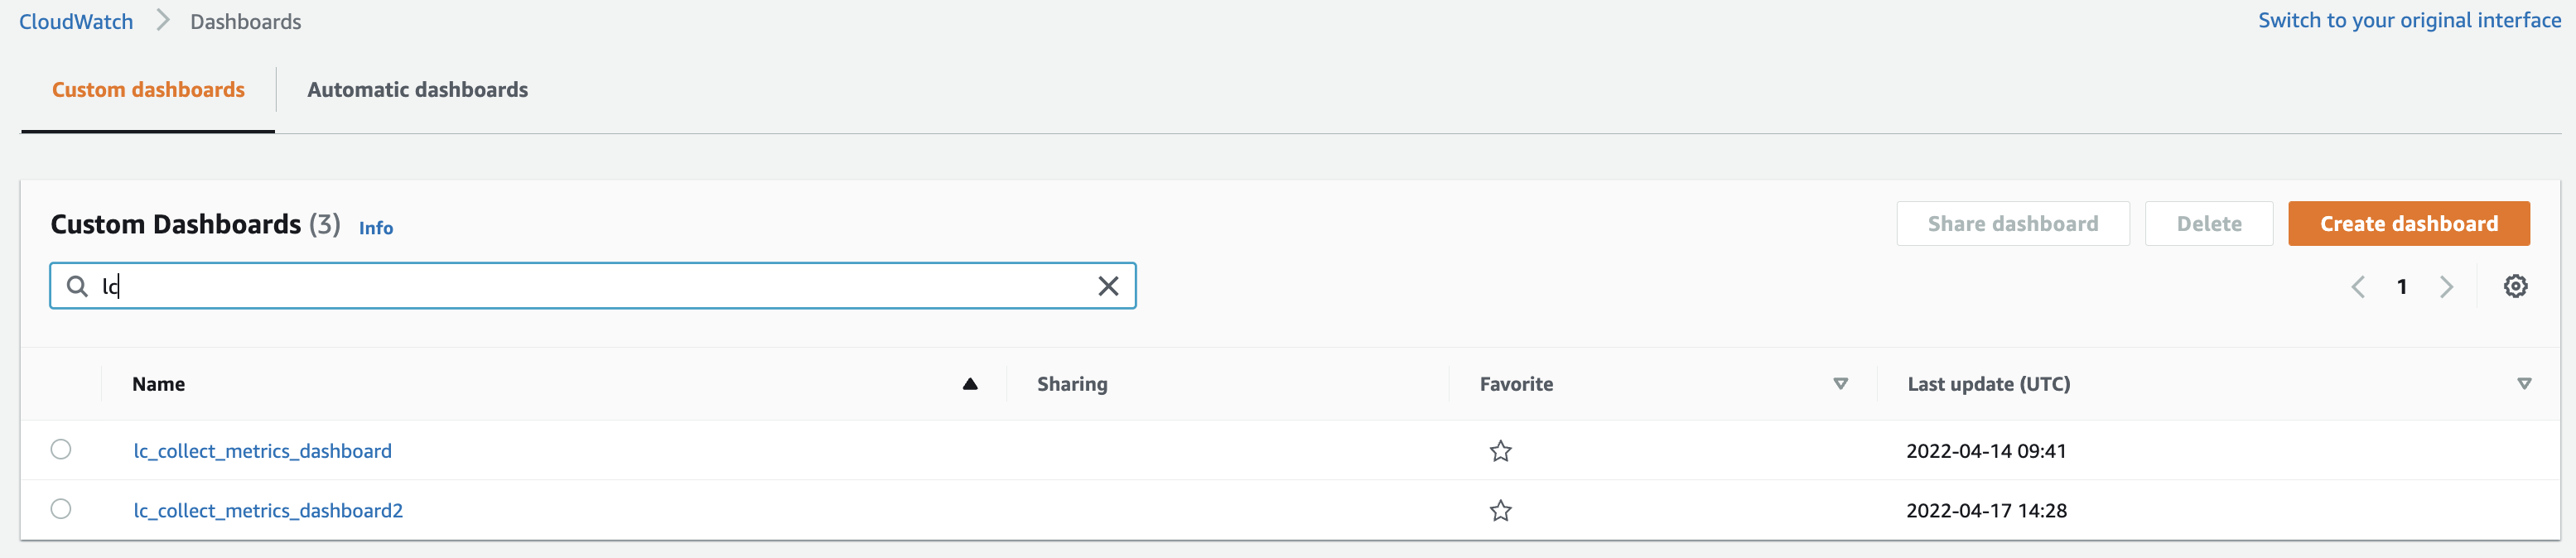 CloudWatch Dashboards Switch to your original interface
Custom dashboards Automatic dashboards
Custom Dashboards (3) Info Share dashboard Delete Create dashboard
lc 1
Name Sharing Favorite Last update (UTC)
lc_collect_metrics_dashboard 2022-04-14 09:41
lc_collect_metrics_dashboard2 2022-04-17 14:28